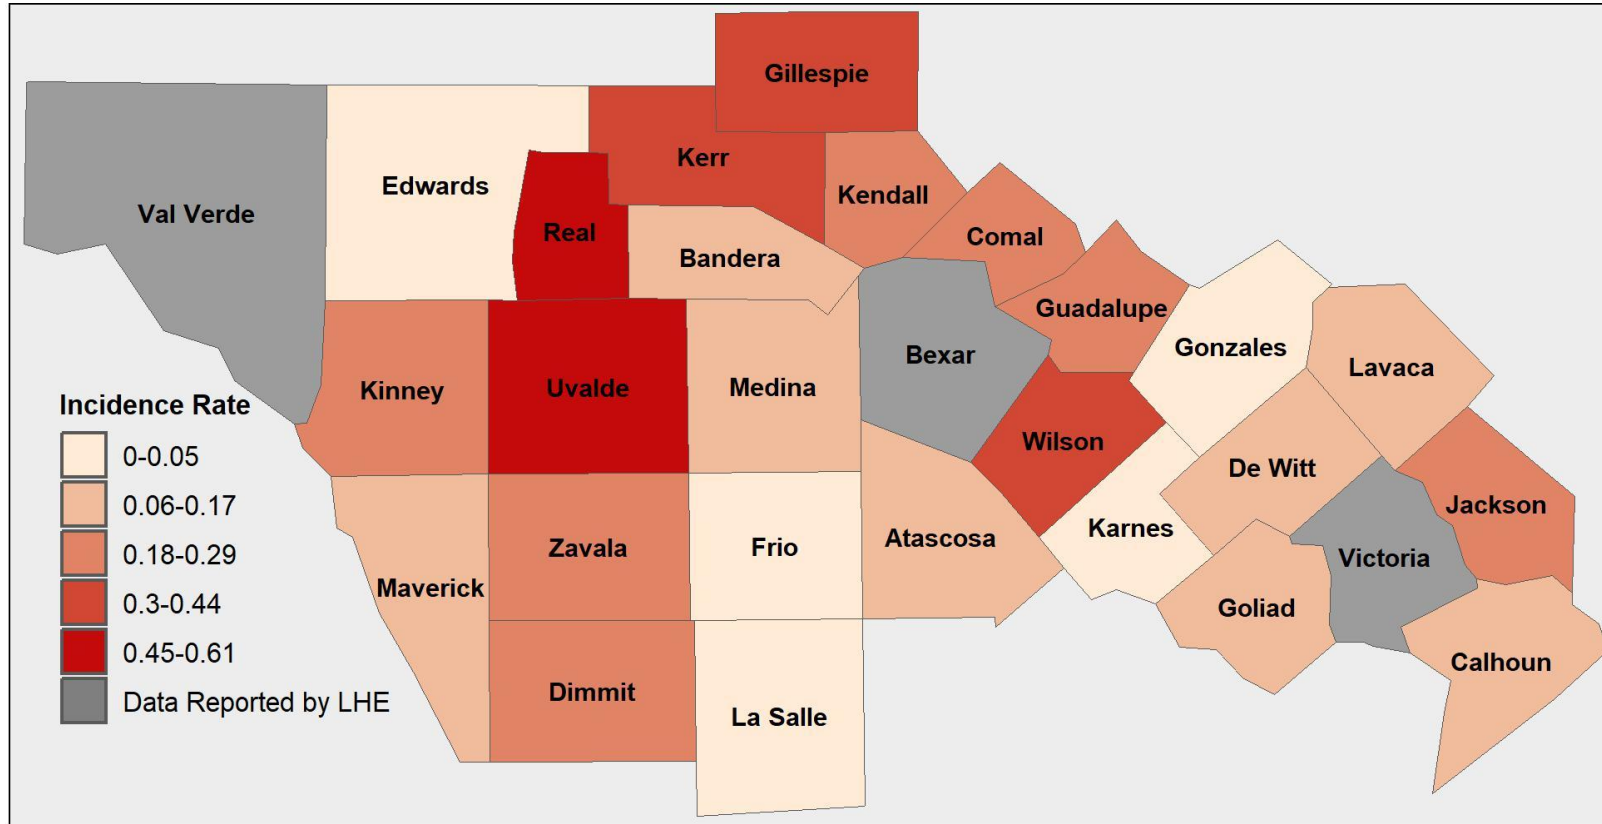 Gillespie
Kerr
Edwards
Kendall
Val Verde
Real
Comal
Bandera
Guadalupe
Gonzales
Bexar
Lavaca
Kinney
Uvalde
Medina
Wilson
De Witt
Jackson
Karnes
Atascosa
Zavala
Frio
Victoria
Maverick
Goliad
Calhoun
Dimmit
La Salle
Incidence Rate
0-0.05
0.06-0.17
0.18-0.29
0.3-0.44
0.45-0.61
Data Reported by LHE